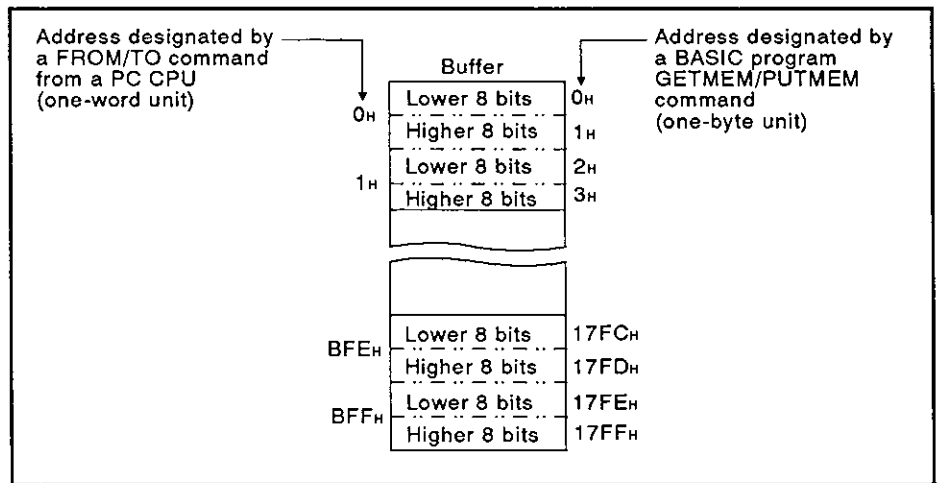 Address designated by
a FROM/TO command
from a PC CPU
(one-word unit)
Address designated by
a BASIC program
GETMEM/PUTMEM
command
(one-byte unit)
Buffer
0H
Lower 8 bits
0H
Higher 8 bits
1H
1H
Lower 8 bits
2H
Higher 8 bits
3H
BFEH
Lower 8 bits
17FCH
Higher 8 bits
17FDH
BFFH
Lower 8 bits
17FEH
Higher 8 bits
17FFH